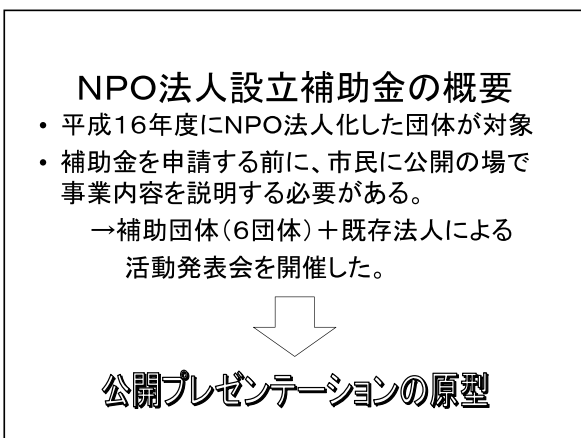 NPO法人設立補助金の概要
• 平成16年度にNPO法人化した団体が対象
• 補助金を申請する前に、市民に公開の場で
事業内容を説明する必要がある。
→補助団体(6団体)+既存法人による
活動発表会を開催した。
公開プレゼンテーションの原型